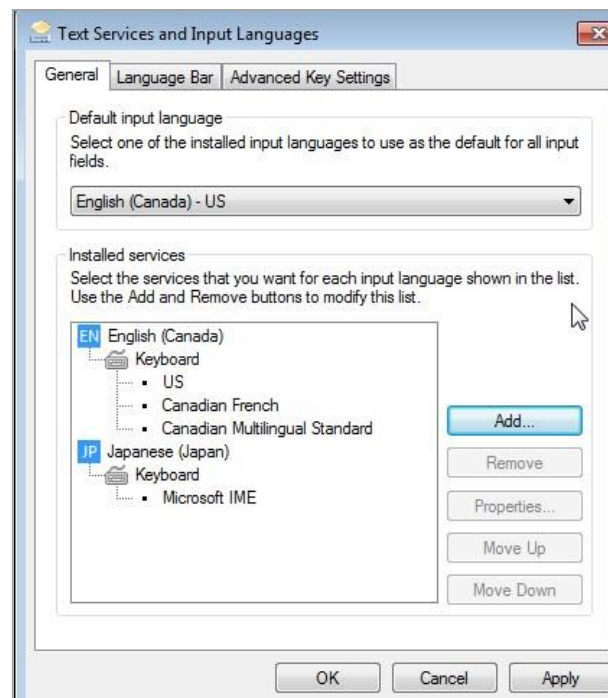 Text Services and Input Languages
General
Language Bar
Advanced Key Settings
Default input language
Select one of the installed input languages to use as the default for all input
fields.
English (Canada) - US
Installed services
Select the services that you want for each input language shown in the list.
Use the Add and Remove buttons to modify this list.
EN English (Canada)
Keyboard
US
Canadian French
Canadian Multilingual Standard
JP Japanese (Japan)
Keyboard
Microsoft IME
Add...
Remove
Properties...
Move Up
Move Down
OK
Cancel
Apply